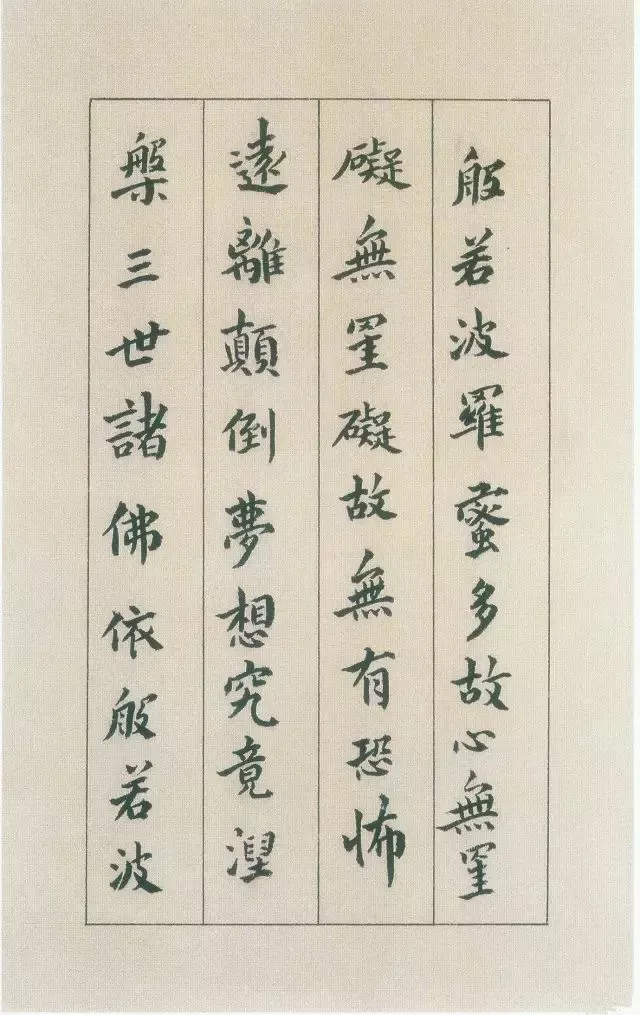 般若波羅蜜多故心無罣
礙無罣礙故無有恐怖
遠離顛倒夢想究竟涅
槃三世諸佛依般若波